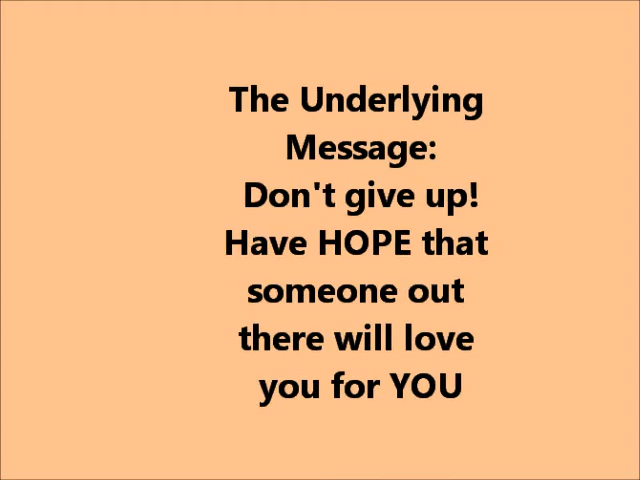 The Underlying
Message:
Don't give up!
Have HOPE that
someone out
there will love
you for YOU